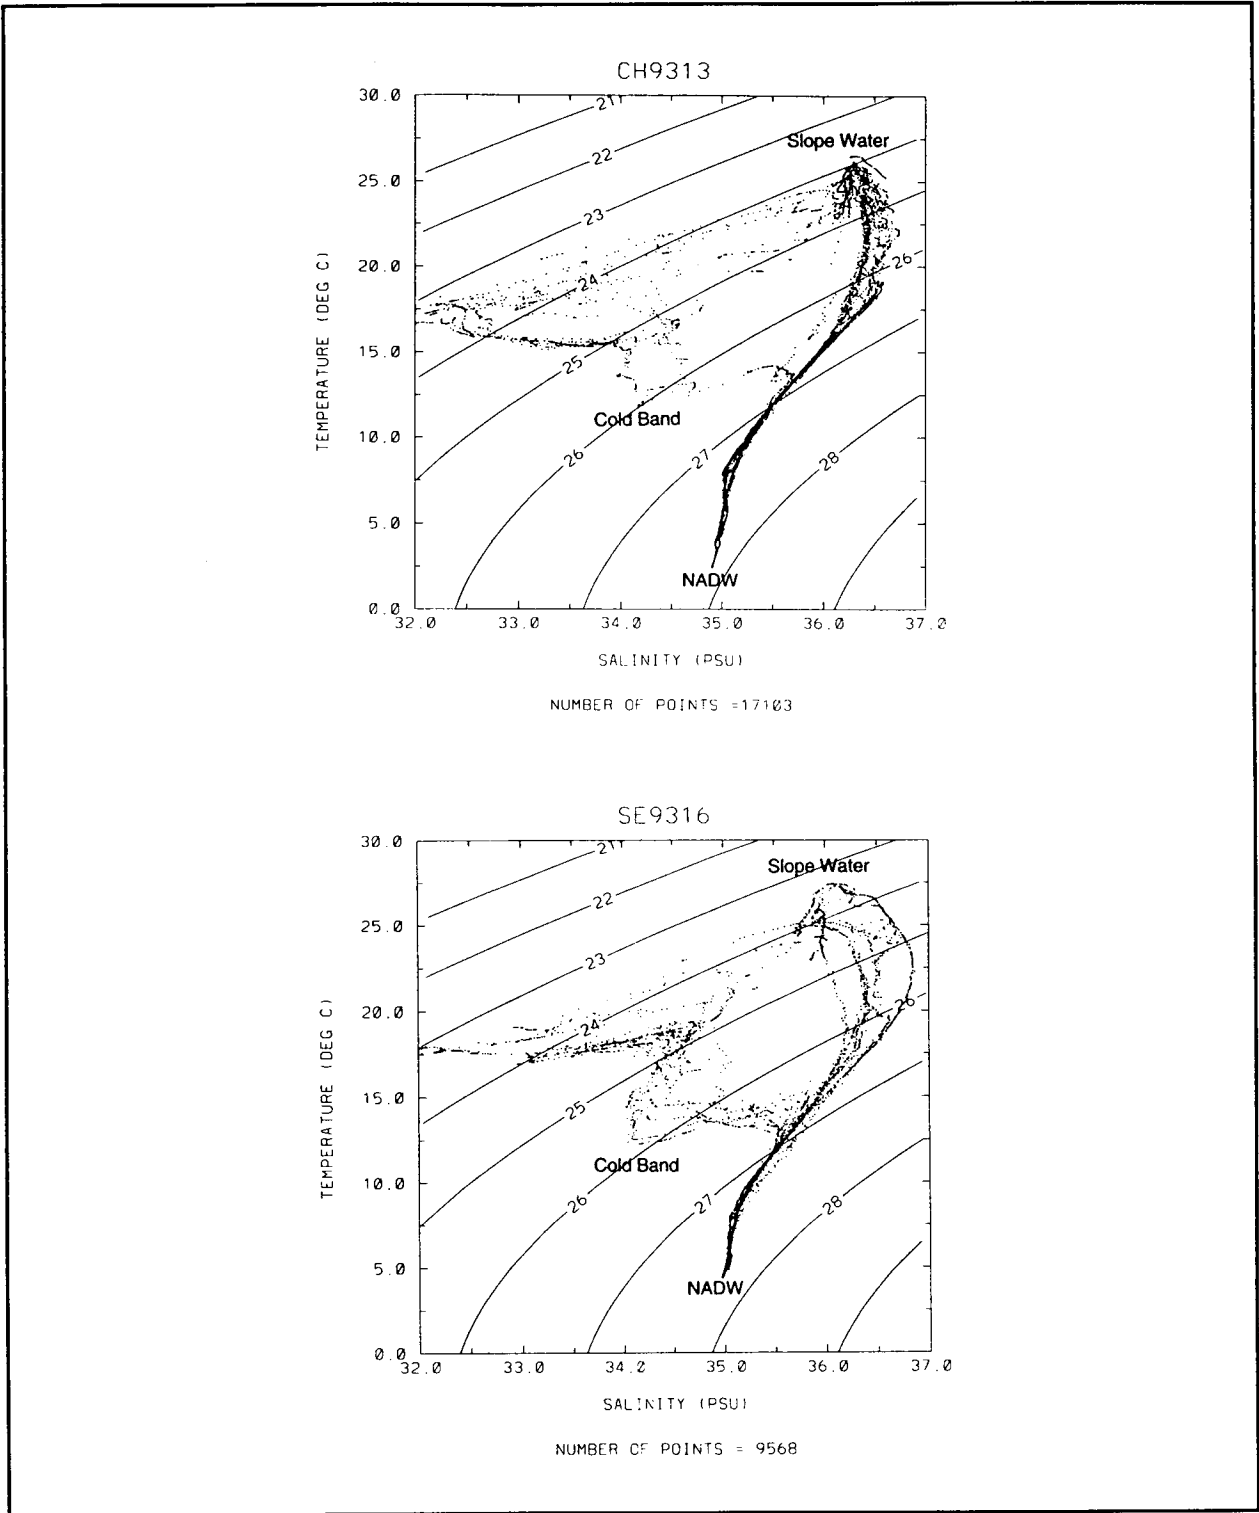 CH9313
30.0
21
Slope Water
22
25.0
23
20.0
26
24
TEMPERATURE (DEG C)
15.0
25
Cold Band
10.0
26
27
28
5.0
NADW
0.0
32.0 33.0 34.0 35.0 36.0 37.0
SALINITY (PSU)
NUMBER OF POINTS =17103
SE9316
30.0
21
Slope Water
22
25.0
23
20.0
26
24
TEMPERATURE (DEG C)
15.0
25
Cold Band
10.0
26
27
28
5.0
NADW
0.0
32.0 33.0 34.0 35.0 36.0 37.0
SALINITY (PSU)
NUMBER OF POINTS = 9568